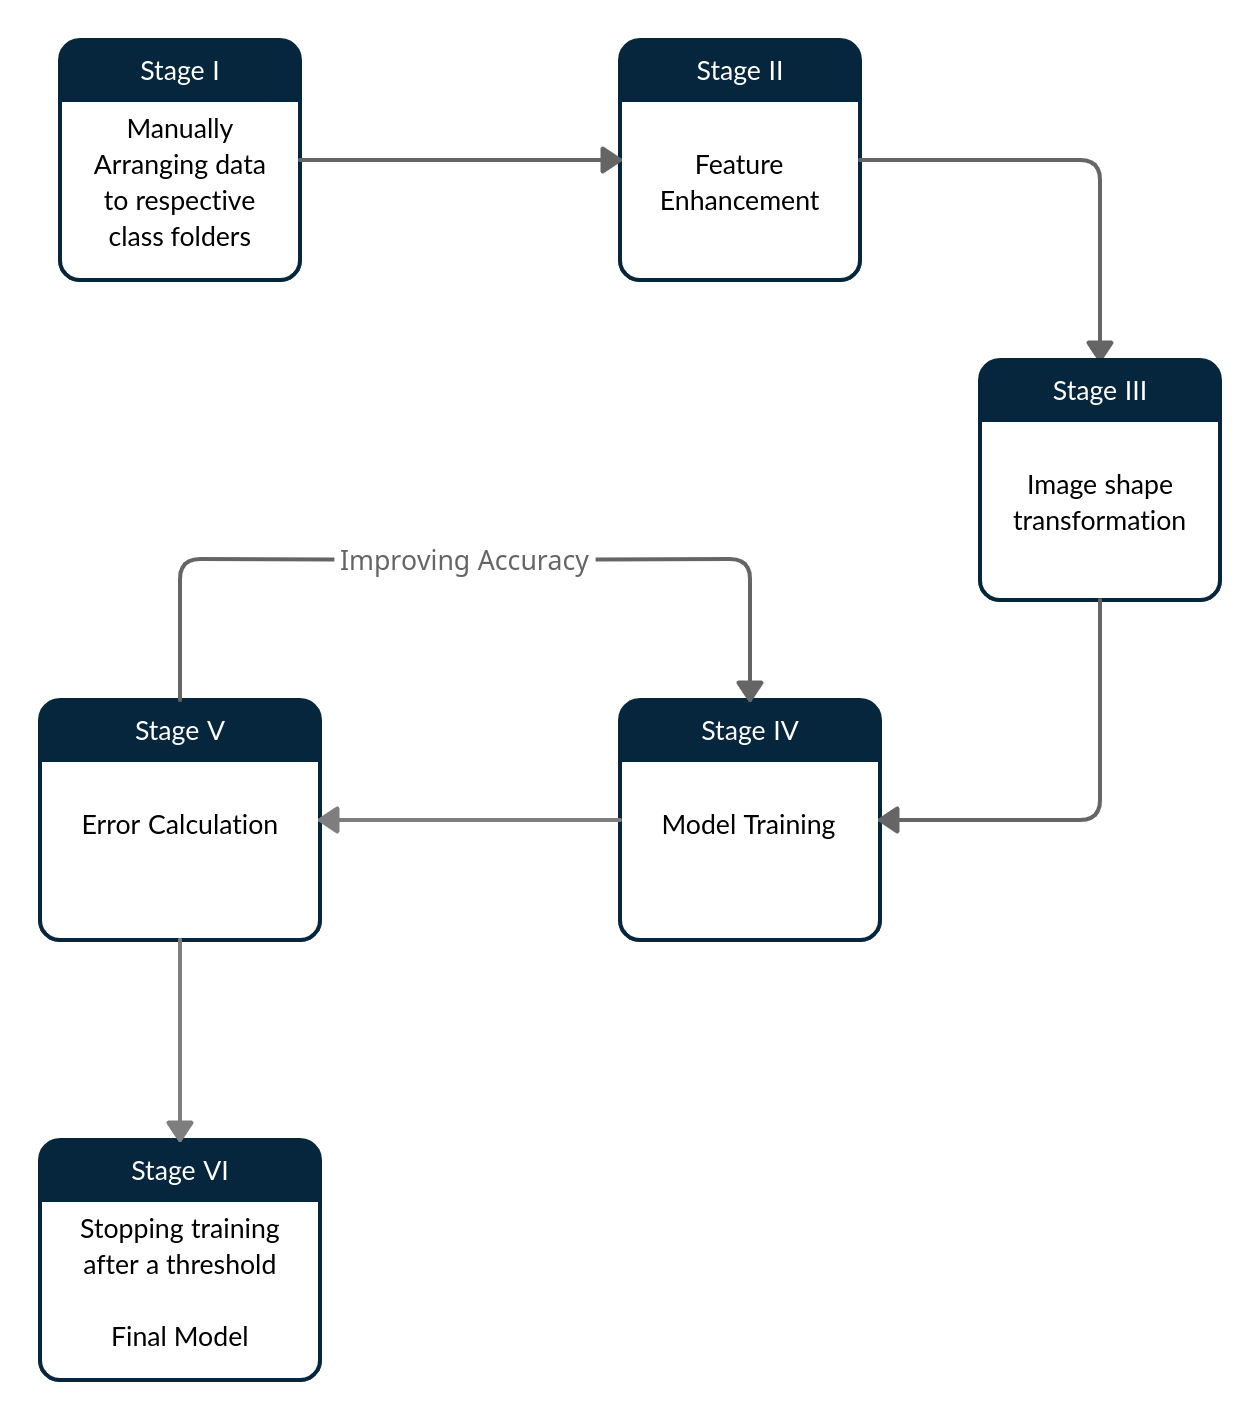 Stage I
Manually
Arranging data
to respective
class folders
Stage II
Feature
Enhancement
Stage III
Image shape
transformation
Improving Accuracy
Stage V
Error Calculation
Stage IV
Model Training
Stage VI
Stopping training
after a threshold
Final Model